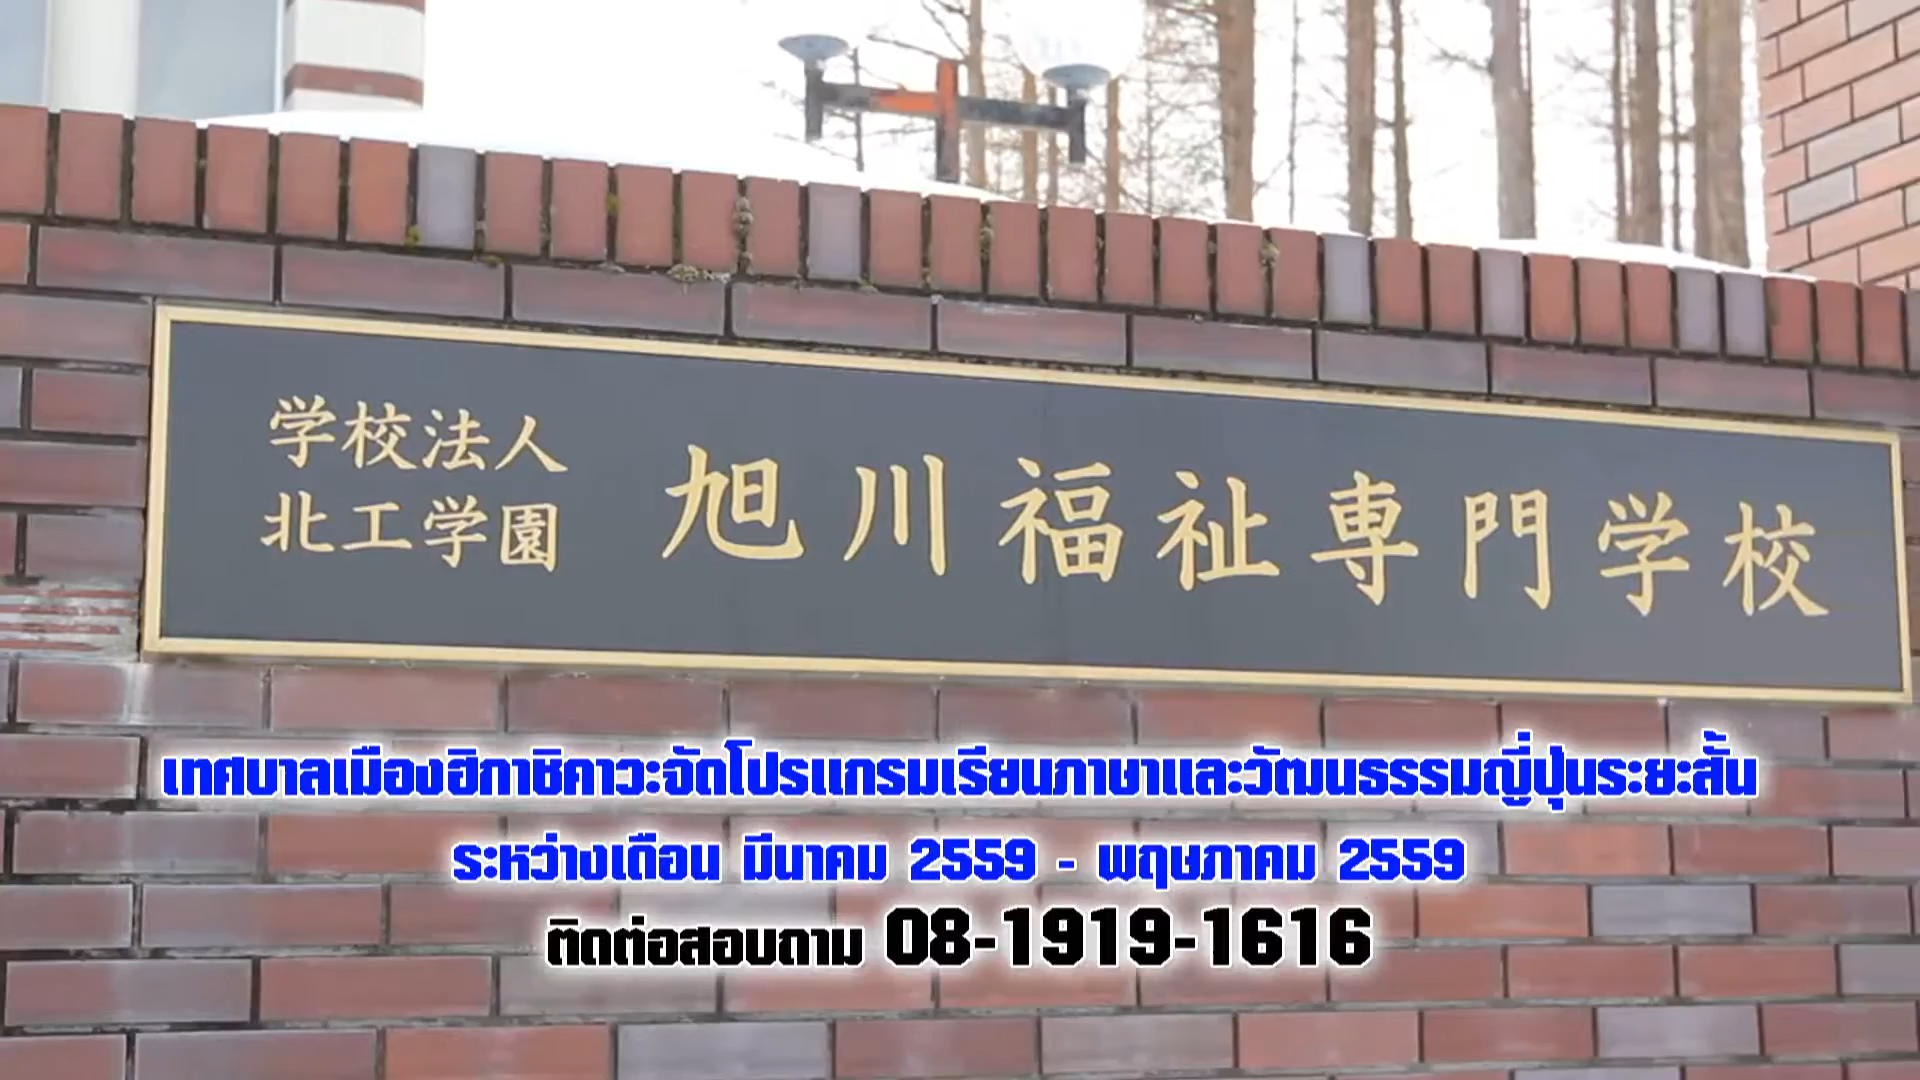 学校法人
北工学園
旭川福祉専門学校
เทศบาลเมืองฮิกาชิคาวะจัดโปรแกรมเรียนภาษาและวัฒนธรรมญี่ปุ่นระยะสั้น
ระหว่างเดือน มีนาคม 2559 - พฤษภาคม 2559
ติดต่อสอบถาม 08-1919-1616